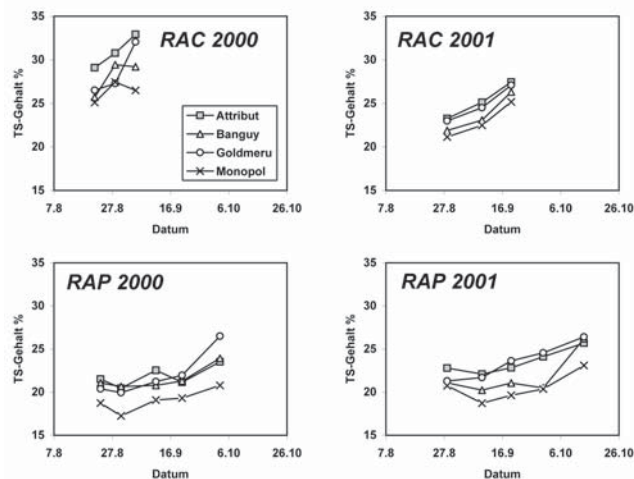 RAC 2000
35
30
25
20
15
TS-Gehalt %
Attribut
Banguy
Goldmeru
Monopol
7.8 27.8 16.9 6.10 26.10
Datum
RAC 2001
35
30
25
20
15
TS-Gehalt %
7.8 27.8 16.9 6.10 26.10
Datum
RAP 2000
35
30
25
20
15
TS-Gehalt %
7.8 27.8 16.9 6.10 26.10
Datum
RAP 2001
35
30
25
20
15
TS-Gehalt %
7.8 27.8 16.9 6.10 26.10
Datum